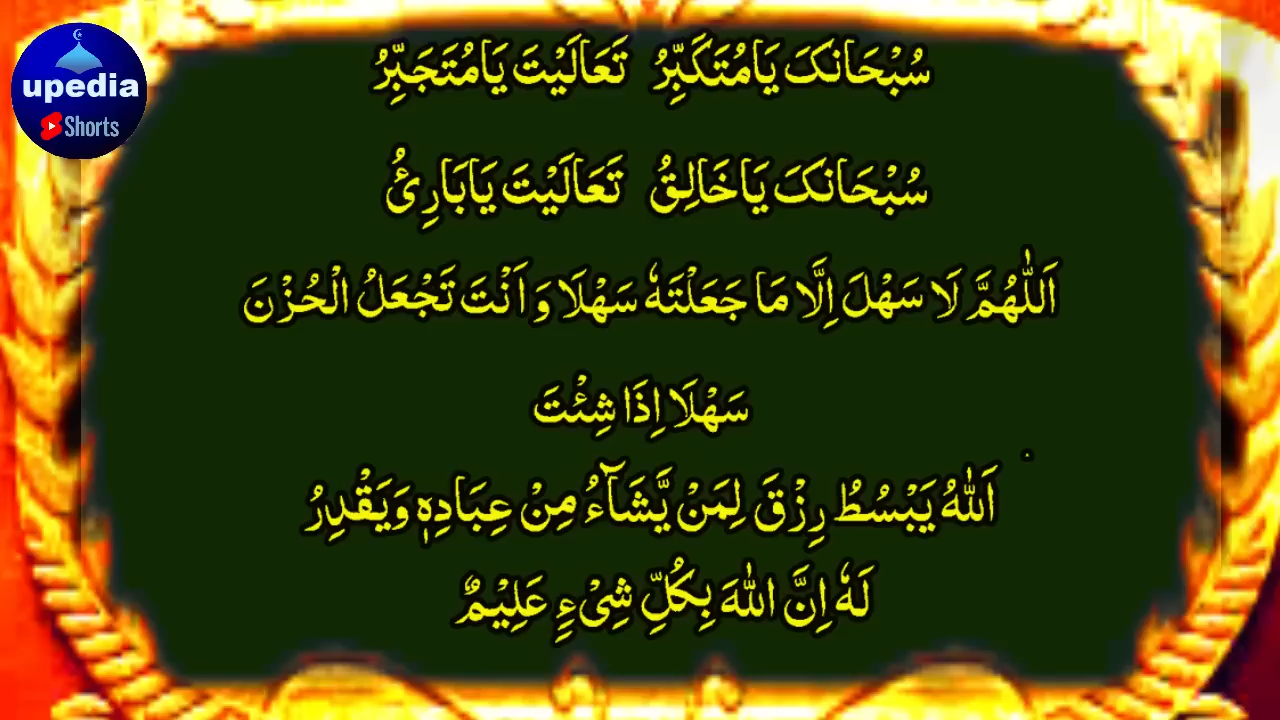 upedia
Shorts
سُبْحَانَکَ یَامُتَکَبِّرُ تَعَالَیْتَ یَامُتَجَبِّرُ
سُبْحَانَکَ یَاخَالِقُ تَعَالَیْتَ یَابَارِئُ
اَللّٰهُمَّ لَا سَهْلَ اِلَّا مَا جَعَلْتَهٗ سَهْلَا وَ اَنْتَ تَجْعَلُ الْحُزْنَ
سَهْلَا اِذَا شِئْتَ
اَللّٰهُ یَبْسُطُ رِزْقَ لِمَنْ یَّشَآءُ مِنْ عِبَادِهٖ وَیَقْدِرُ
لَهٗ اِنَّ اللّٰهَ بِکُلِّ شِیْءٍ عَلِیْمٌ